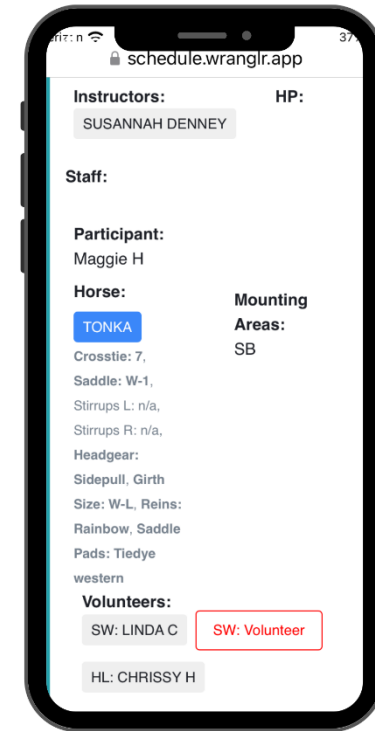 schedule.wranglr.app
Instructors: HP:
SUSANNAH DENNEY
Staff:
Participant:
Maggie H
Horse:
Mounting
Areas:
TONKA
SB
Crosstie: 7,
Saddle: W-1,
Stirrups L: n/a,
Stirrups R: n/a,
Headgear:
Sidepull, Girth
Size: W-L, Reins:
Rainbow, Saddle
Pads: Tiedye
western
Volunteers:
SW: LINDA C SW: Volunteer
HL: CHRISSY H